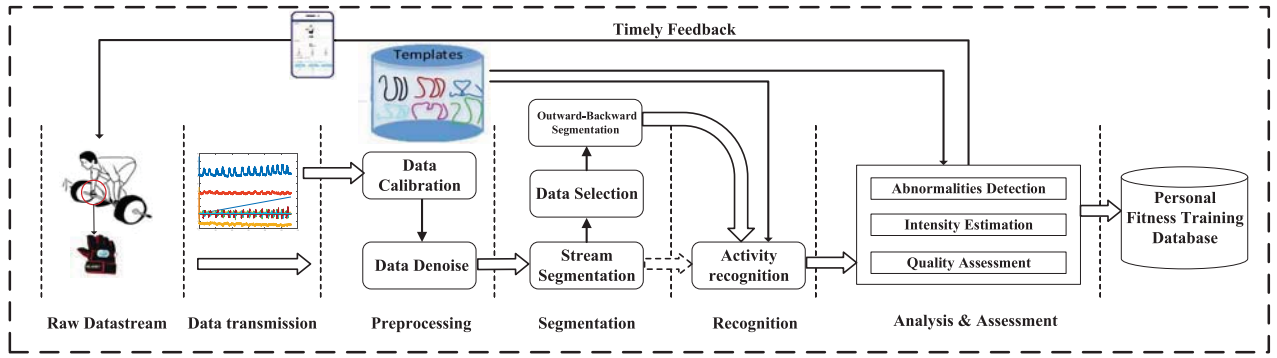 Timely Feedback
Templates
Outward-Backward
Segmentation
Data
Calibration
Data Selection
Data Denoise
Stream
Segmentation
Activity
recognition
Abnormalities Detection
Intensity Estimation
Quality Assessment
Personal
Fitness Training
Database
Raw Datastream
Data transmission
Preprocessing
Segmentation
Recognition
Analysis & Assessment